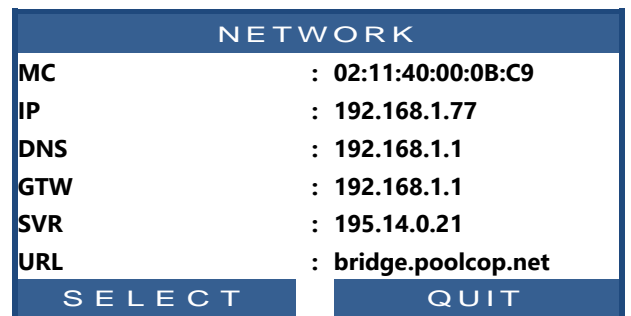 NETWORK
MC : 02:11:40:00:0B:C9
IP : 192.168.1.77
DNS : 192.168.1.1
GTW : 192.168.1.1
SVR : 195.14.0.21
URL : bridge.poolcop.net
SELECT QUIT